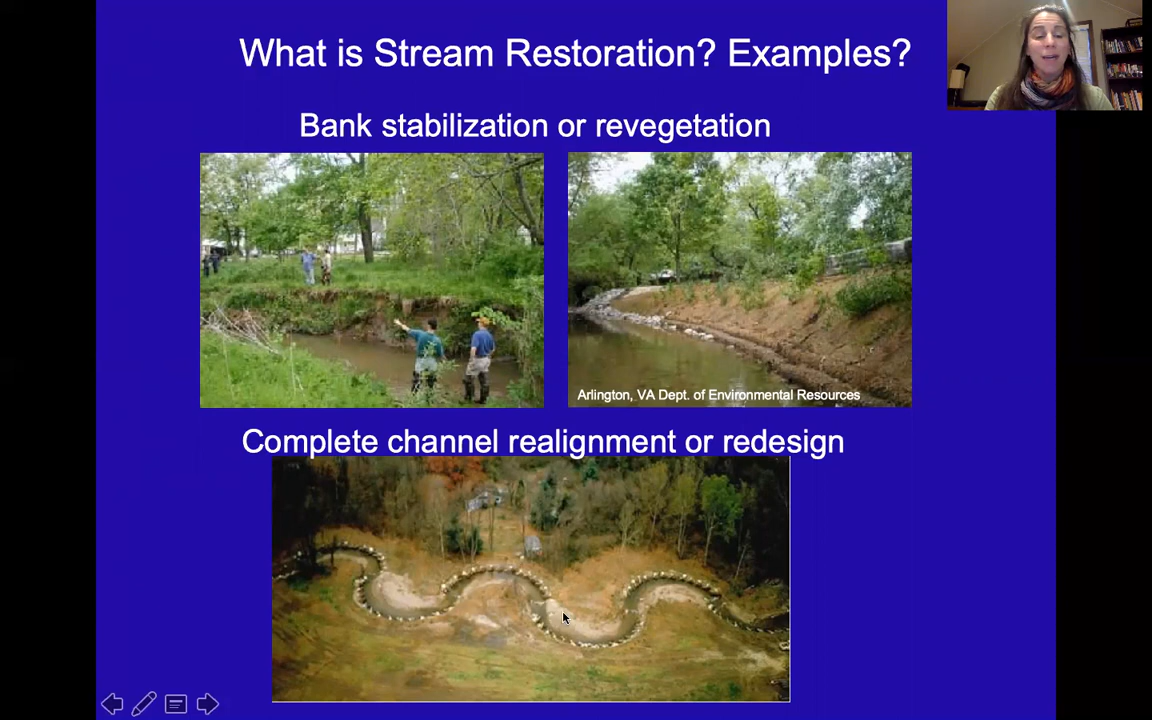 What is Stream Restoration? Examples?
Bank stabilization or revegetation
Arlington, VA Dept. of Environmental Resources
Complete channel realignment or redesign